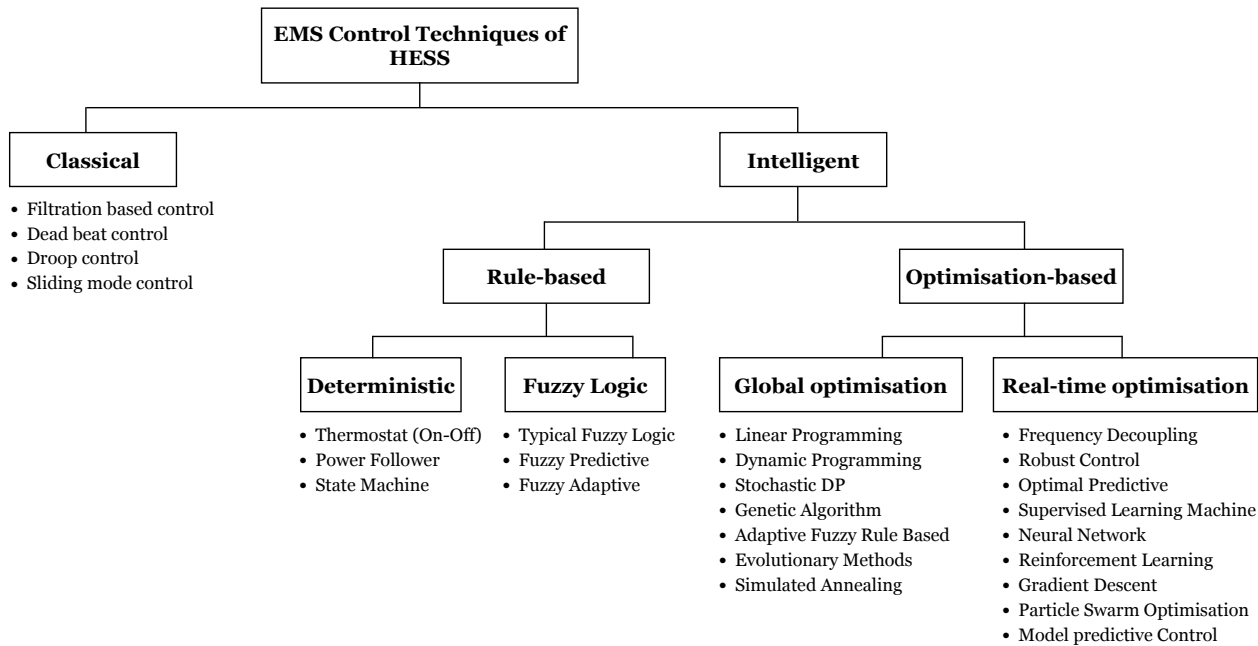 EMS Control Techniques of
HESS
Classical
Intelligent
• Filtration based control
• Dead beat control
• Droop control
• Sliding mode control
Rule-based
Optimisation-based
Deterministic
Fuzzy Logic
Global optimisation
Real-time optimisation
• Thermostat (On-Off)
• Power Follower
• State Machine
• Typical Fuzzy Logic
• Fuzzy Predictive
• Fuzzy Adaptive
• Linear Programming
• Dynamic Programming
• Stochastic DP
• Genetic Algorithm
• Adaptive Fuzzy Rule Based
• Evolutionary Methods
• Simulated Annealing
• Frequency Decoupling
• Robust Control
• Optimal Predictive
• Supervised Learning Machine
• Neural Network
• Reinforcement Learning
• Gradient Descent
• Particle Swarm Optimisation
• Model predictive Control